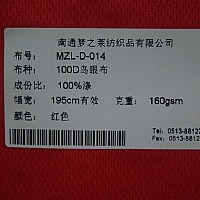 南通梦之莱纺织品有限公司
布号: MZL-D-014
布种: 100D鸟眼布
成份比: 100%涤
幅宽: 195cm有效 克重: 160gsm
颜色: 红色
Tel: 0513-8812
Fax: 0513-8812